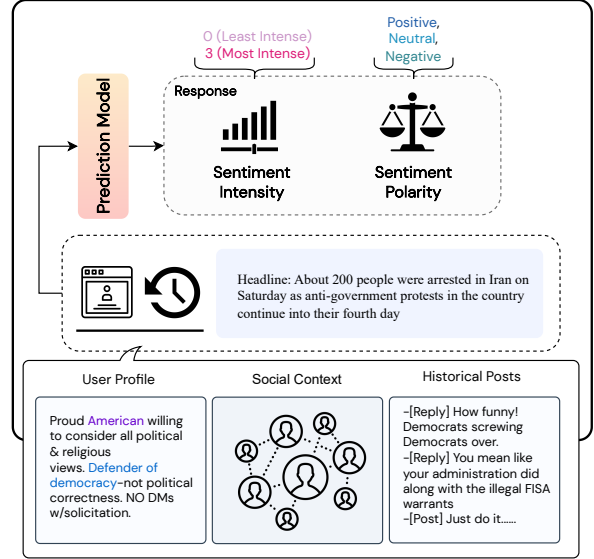 0 (Least Intense)
3 (Most Intense)
Positive,
Neutral,
Negative
Prediction Model
Response
Sentiment
Intensity
Sentiment
Polarity
Headline: About 200 people were arrested in Iran on
Saturday as anti-government protests in the country
continue into their fourth day
User Profile
Social Context
Historical Posts
Proud American willing
to consider all political
& religious
views. Defender of
democracy-not political
correctness. NO DMs
w/solicitation.
-[Reply] How funny!
Democrats screwing
Democrats over.
-[Reply] You mean like
your administration did
along with the illegal FISA
warrants
-[Post] Just do it......